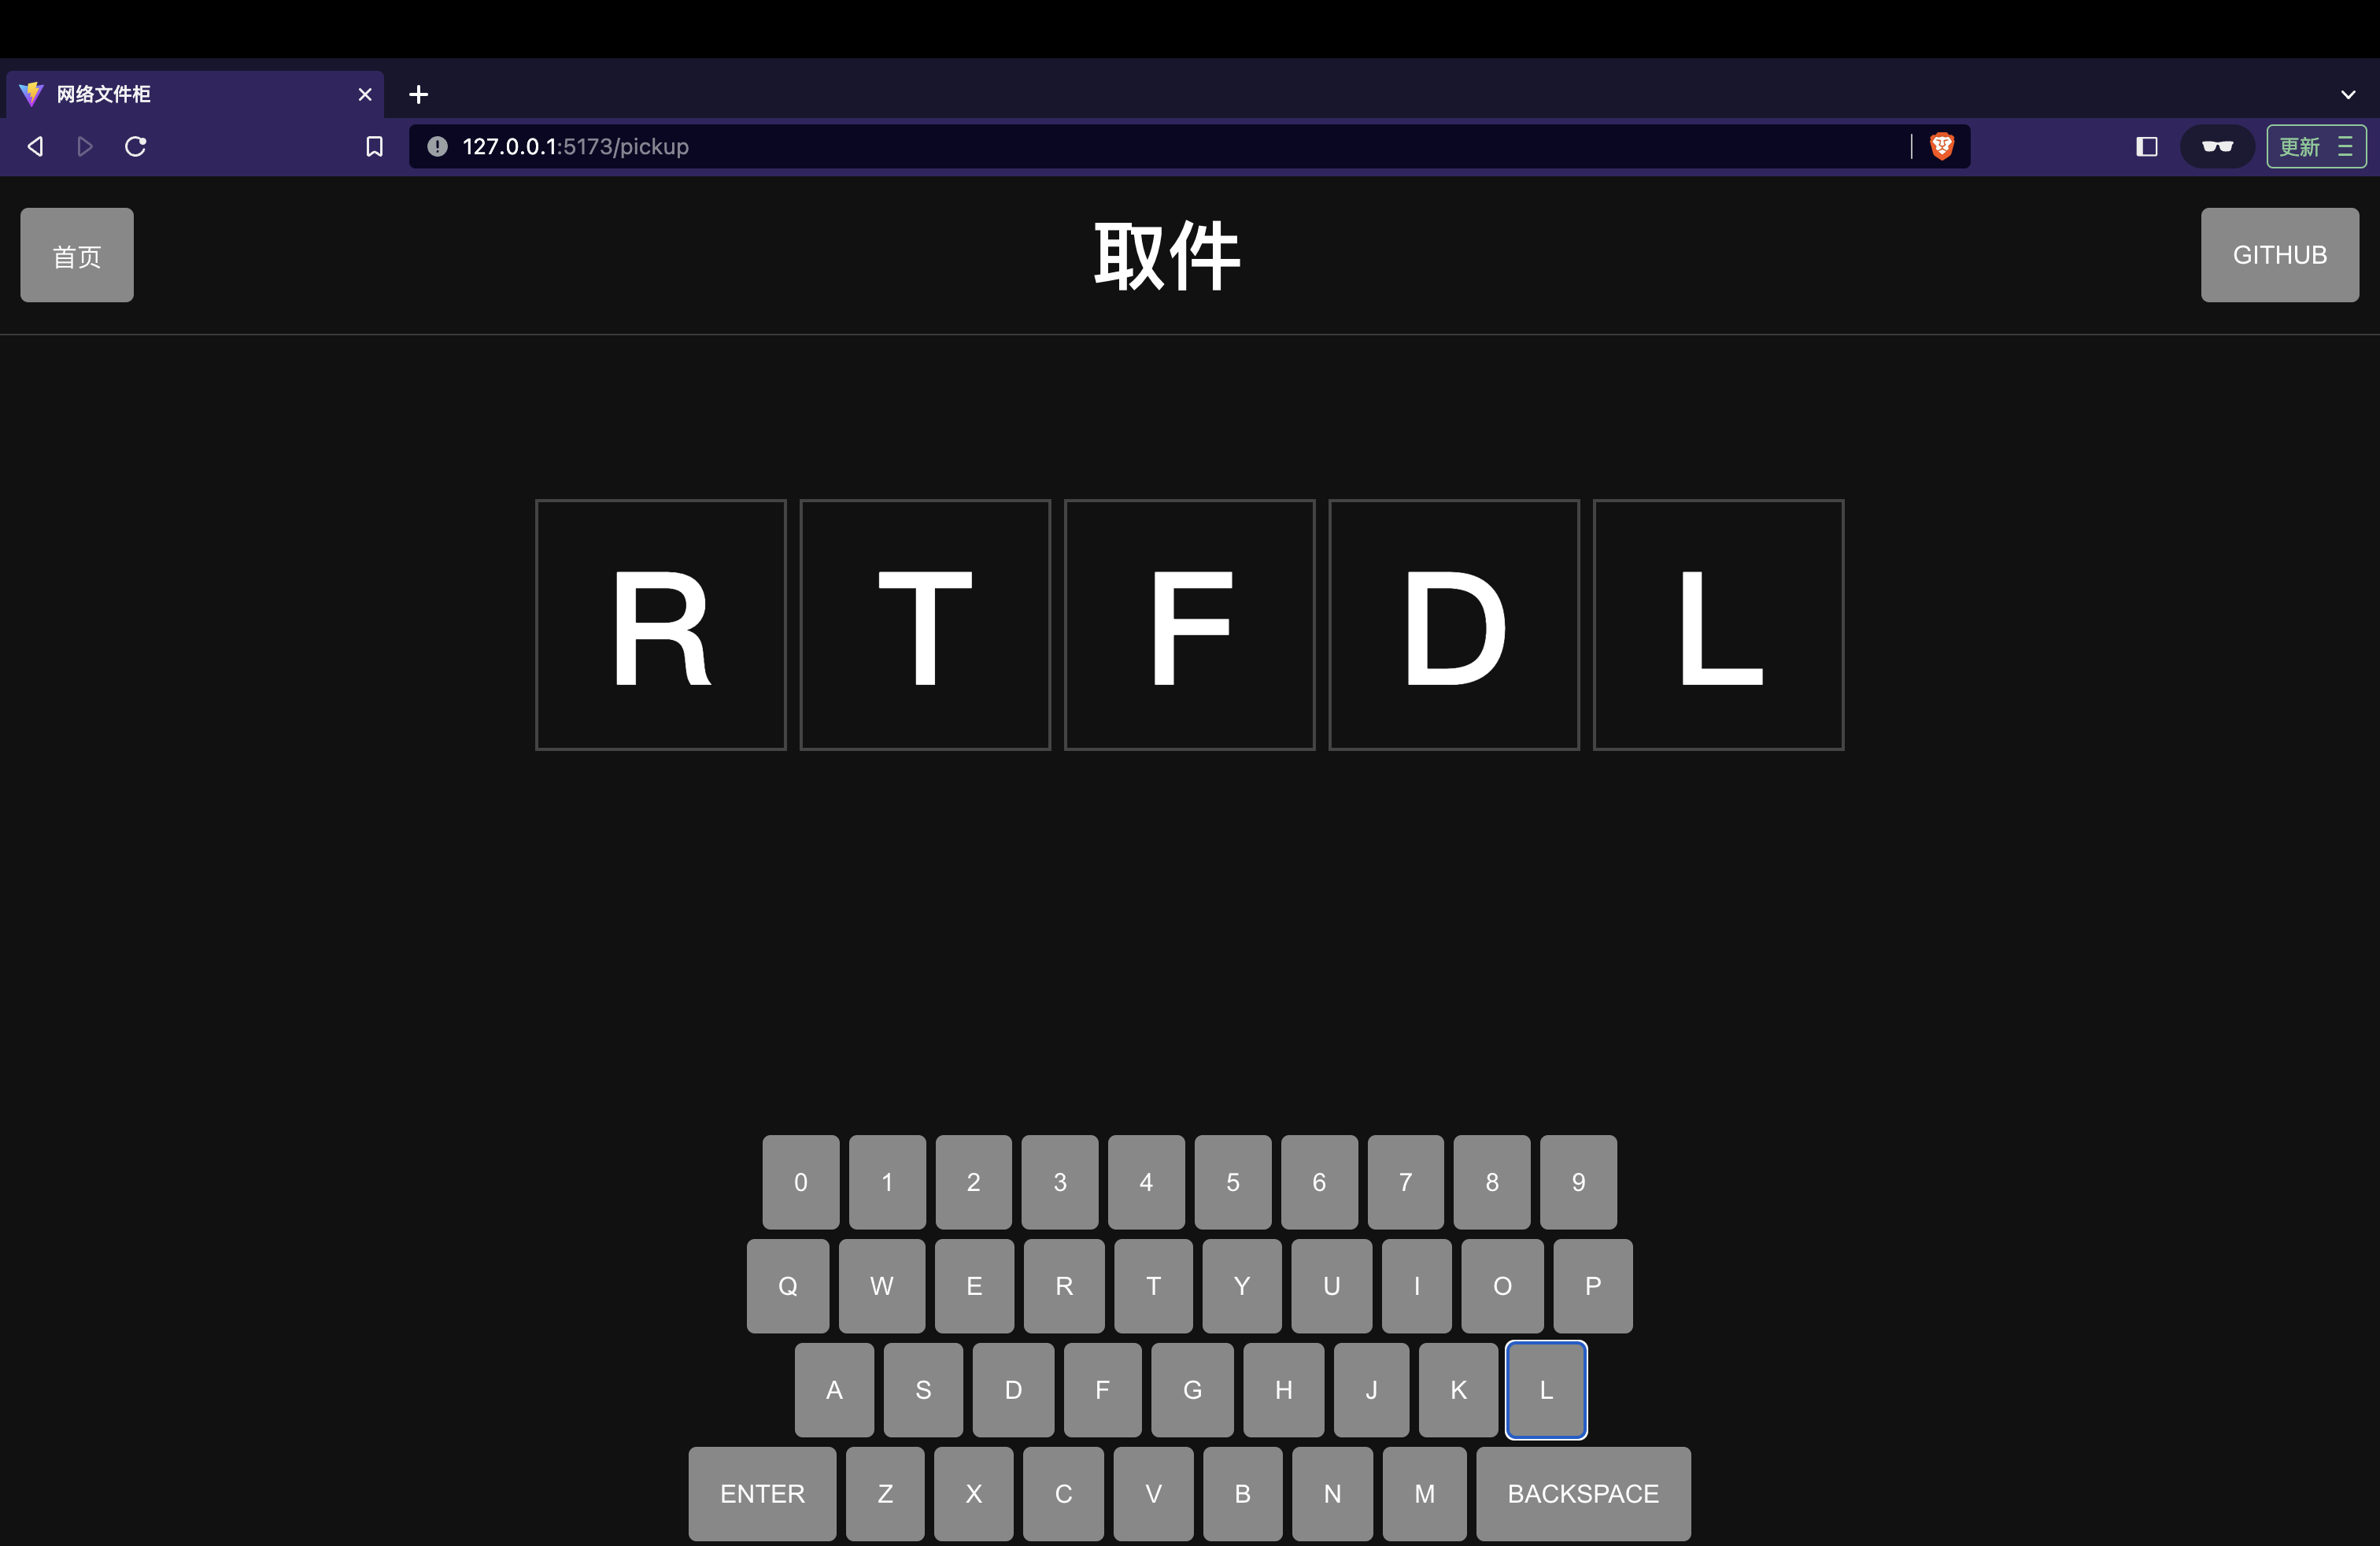 网络文件柜
127.0.0.1:5173/pickup
更新
首页
取件
GITHUB
R T F D L
0 1 2 3 4 5 6 7 8 9
Q W E R T Y U I O P
A S D F G H J K L
ENTER Z X C V B N M BACKSPACE